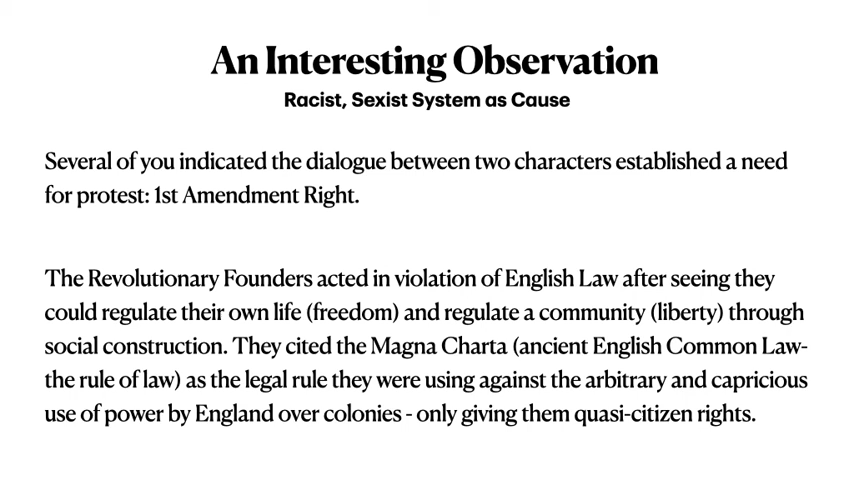 An Interesting Observation
Racist, Sexist System as Cause
Several of you indicated the dialogue between two characters established a need
for protest: 1st Amendment Right.
The Revolutionary Founders acted in violation of English Law after seeing they
could regulate their own life (freedom) and regulate a community (liberty) through
social construction. They cited the Magna Charta (ancient English Common Law-
the rule of law) as the legal rule they were using against the arbitrary and capricious
use of power by England over colonies - only giving them quasi-citizen rights.